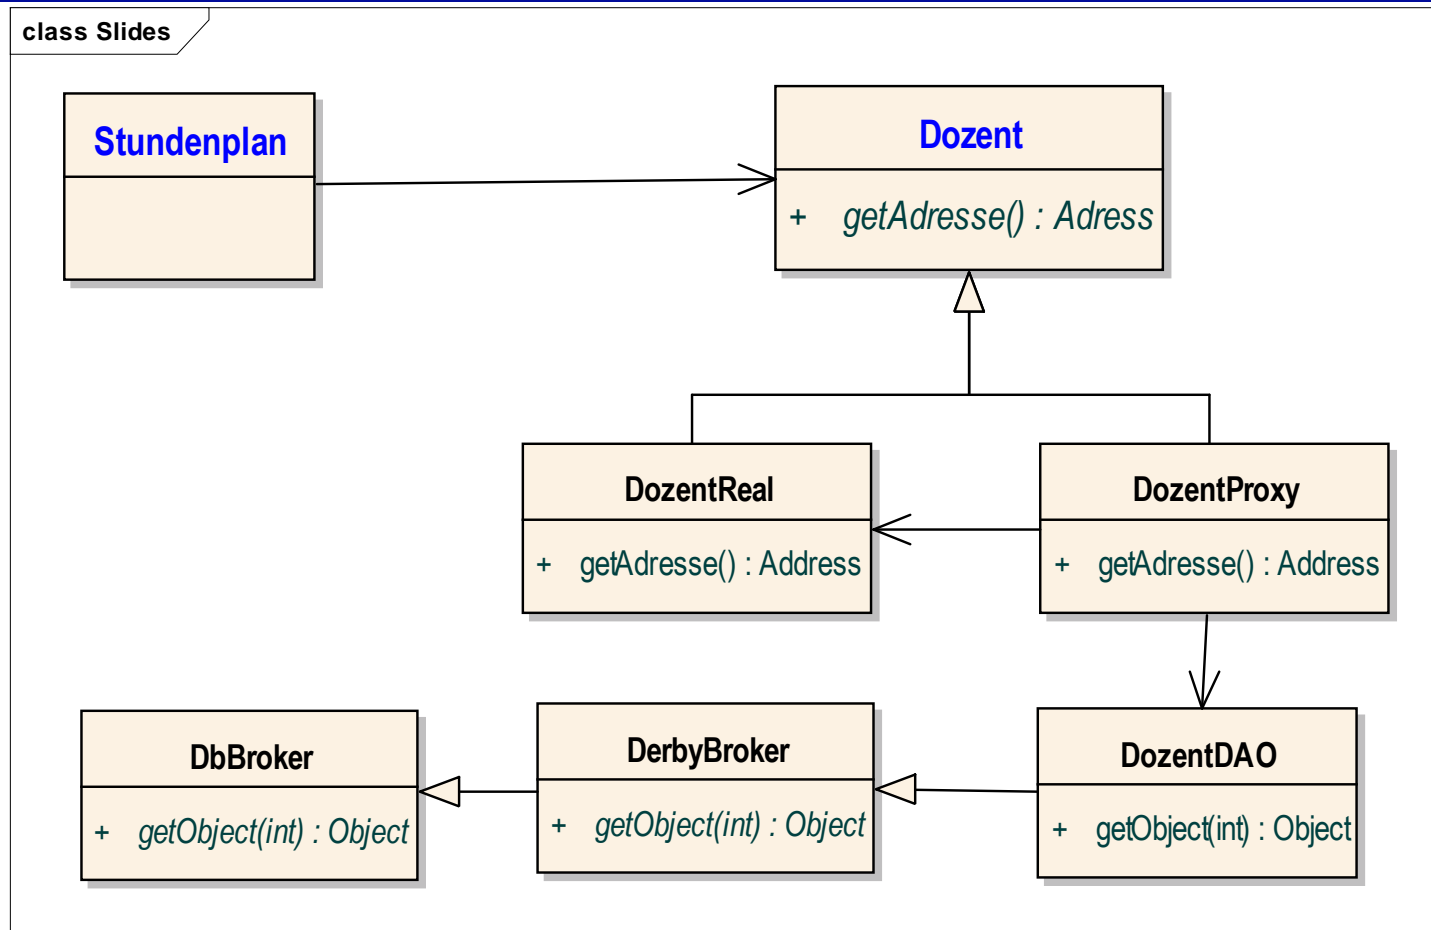 class Slides
Stundenplan
Dozent
+ getAdresse() : Adress
DozentReal
+ getAdresse() : Address
DozentProxy
+ getAdresse() : Address
DbBroker
+ getObject(int) : Object
DerbyBroker
+ getObject(int) : Object
DozentDAO
+ getObject(int) : Object